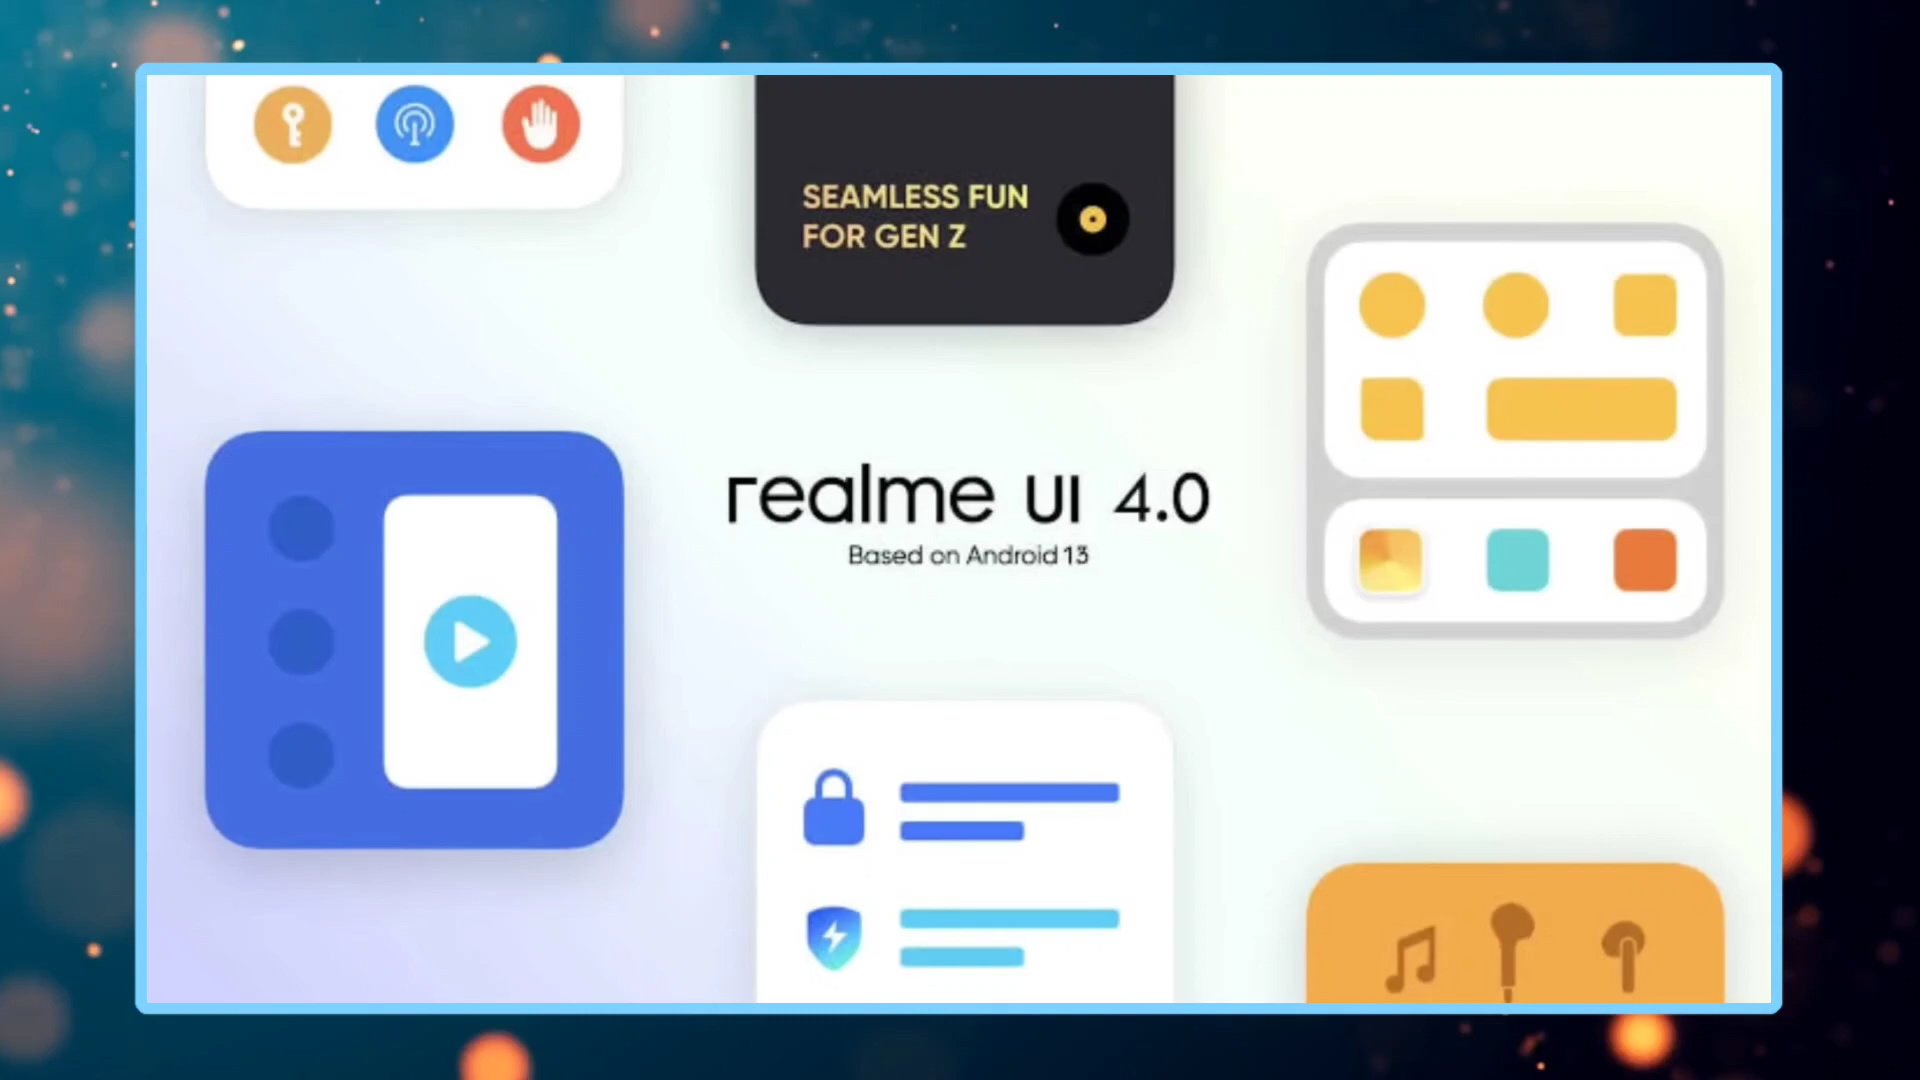 SEAMLESS FUN
FOR GEN Z
realme UI 4.0
Based on Android 13